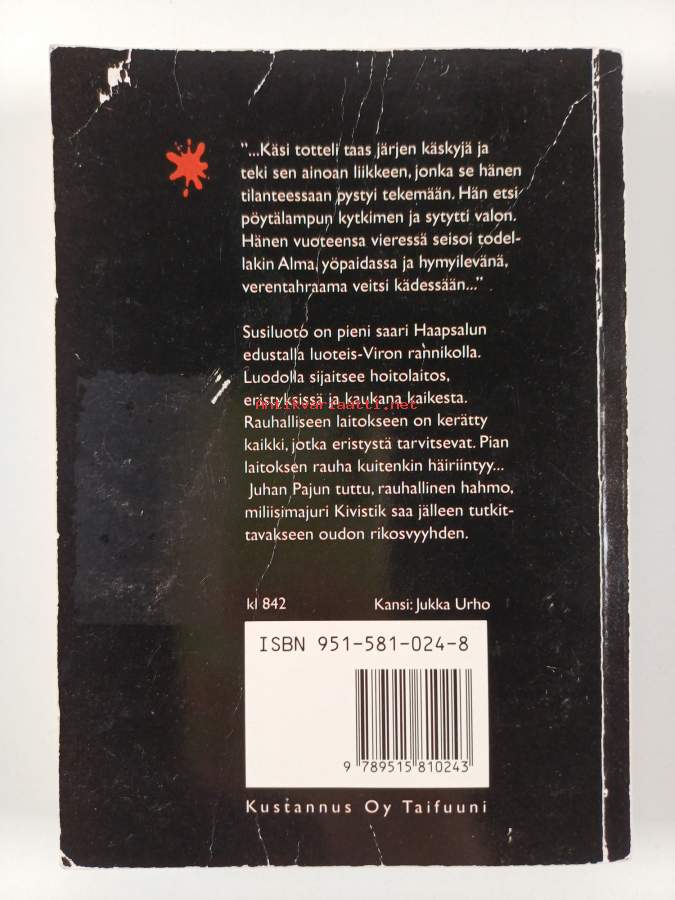 "...Käsi totteli taas järjen käskyjä ja
teki sen ainoan liikkeen, jonka se hänen
tilanteessaan pystyi tekemään. Hän etsi
pöytälampun kytkimen ja sytytti valon.
Hänen vuoteensa vieressä seisoi todel-
lakin Alma, yöpaidassa ja hymyilevänä,
verentahraama veitsi kädessään..."
Susiluoto on pieni saari Haapsalun
edustalla luoteis-Viron rannikolla.
Luodolla sijaitsee hoitolaitos,
eristyksissä ja kaukana kaikesta.
Antikvariaatti.net
Rauhalliseen laitokseen on kerätty
kaikki, jotka eristystä tarvitsevat. Pian
laitoksen rauha kuitenkin häiriintyy...
Juhan Pajun tuttu, rauhallinen hahmo,
miliisimajuri Kivistik saa jälleen tutkit-
tavakseen oudon rikosvyyhden.
kl 842 Kansi: Jukka Urho
ISBN 951-581-024-8
9 789515 810243
Kustannus Oy Taifuuni